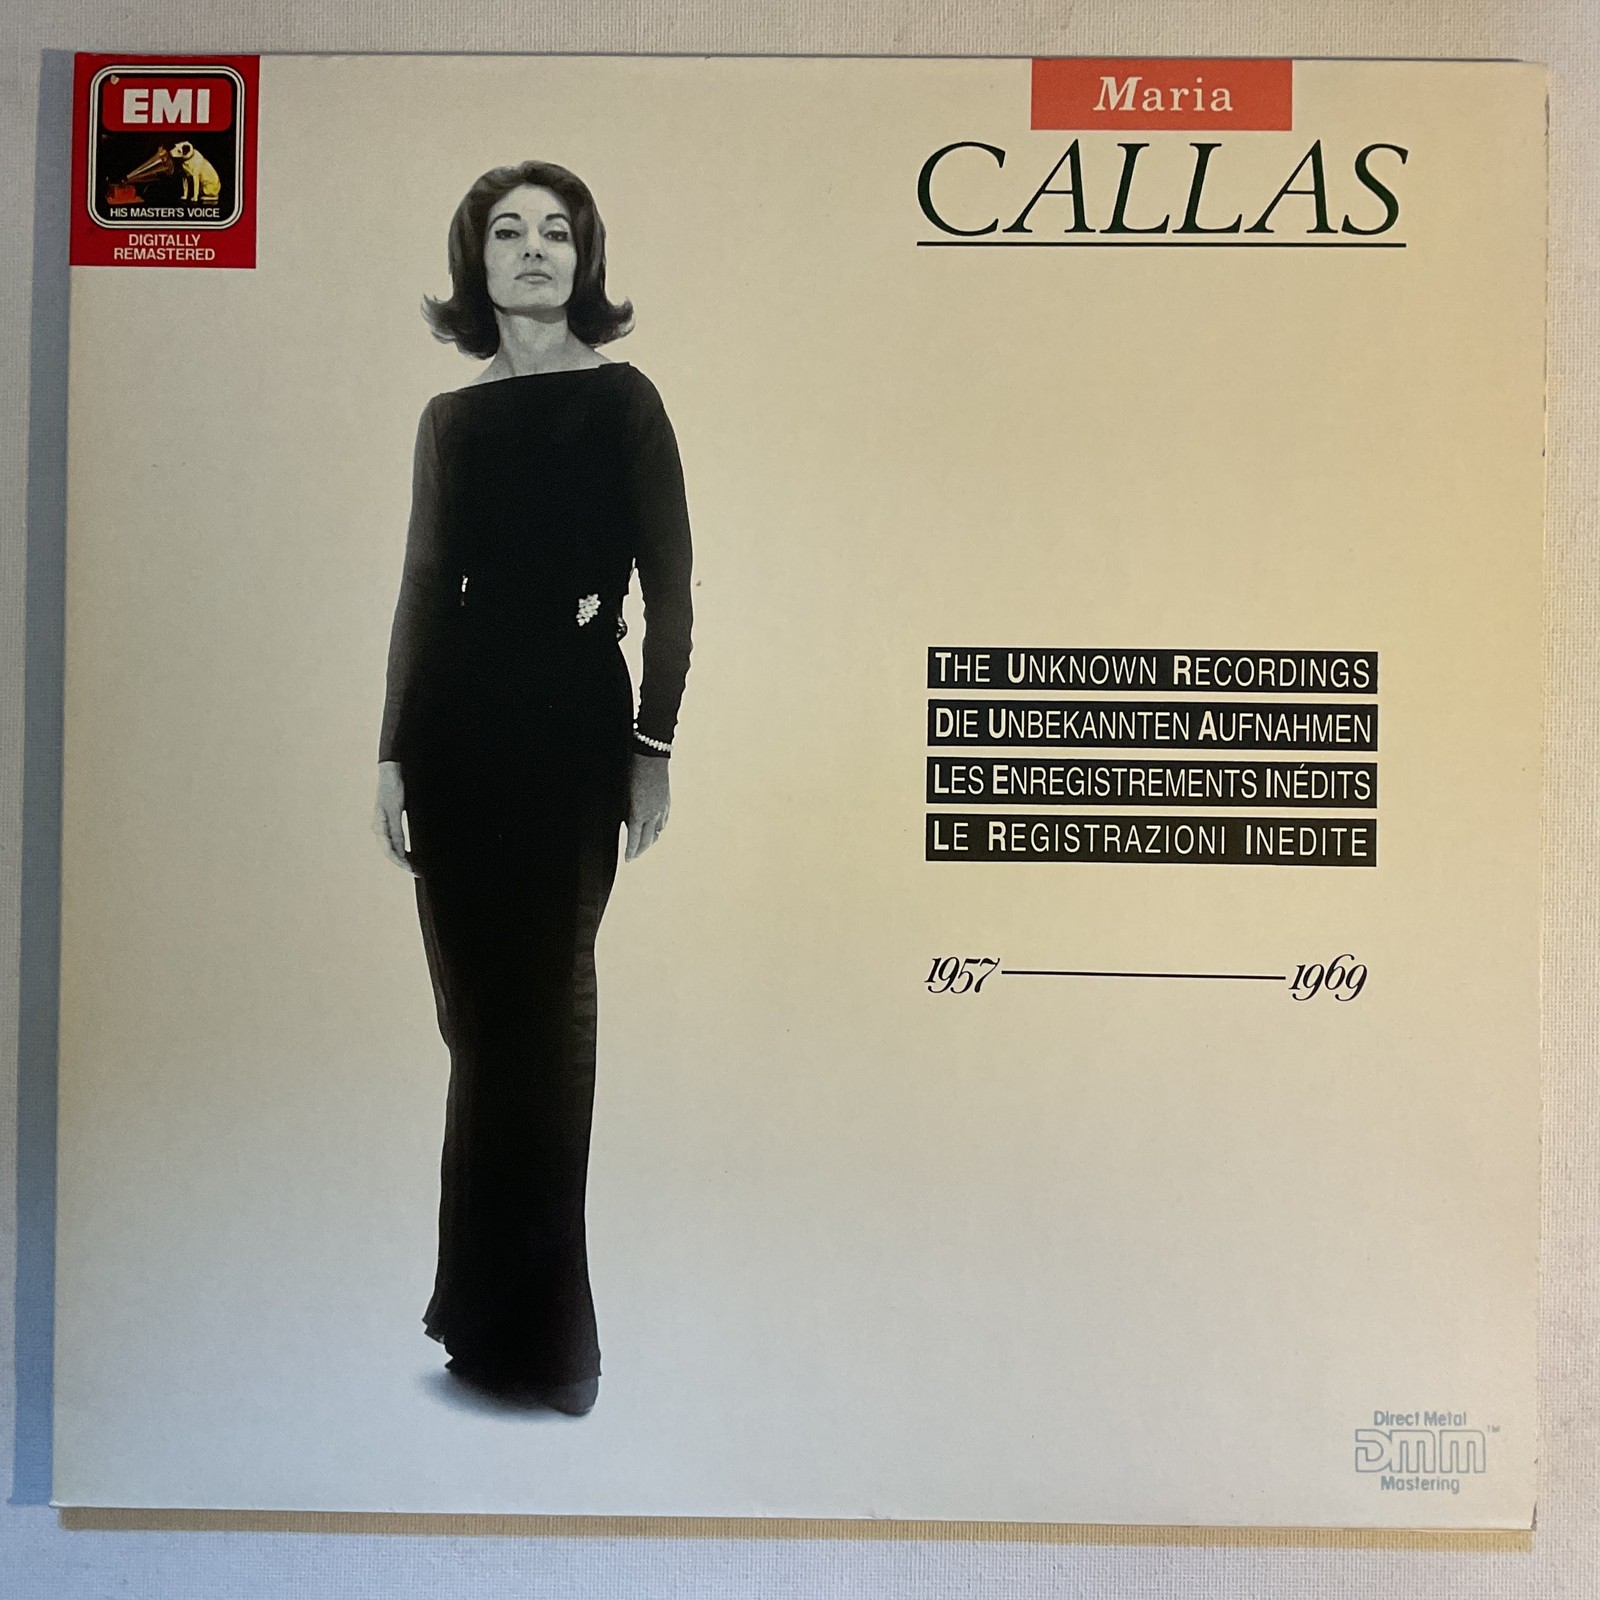 EMI
HIS MASTER'S VOICE
DIGITALLY
REMASTERED
Maria
CALLAS
THE UNKNOWN RECORDINGS
DIE UNBEKANNTEN AUFNAHMEN
LES ENREGISTREMENTS INÉDITS
LE REGISTRAZIONI INEDITE
1957 — 1969
Direct Metal
DMM™
Mastering